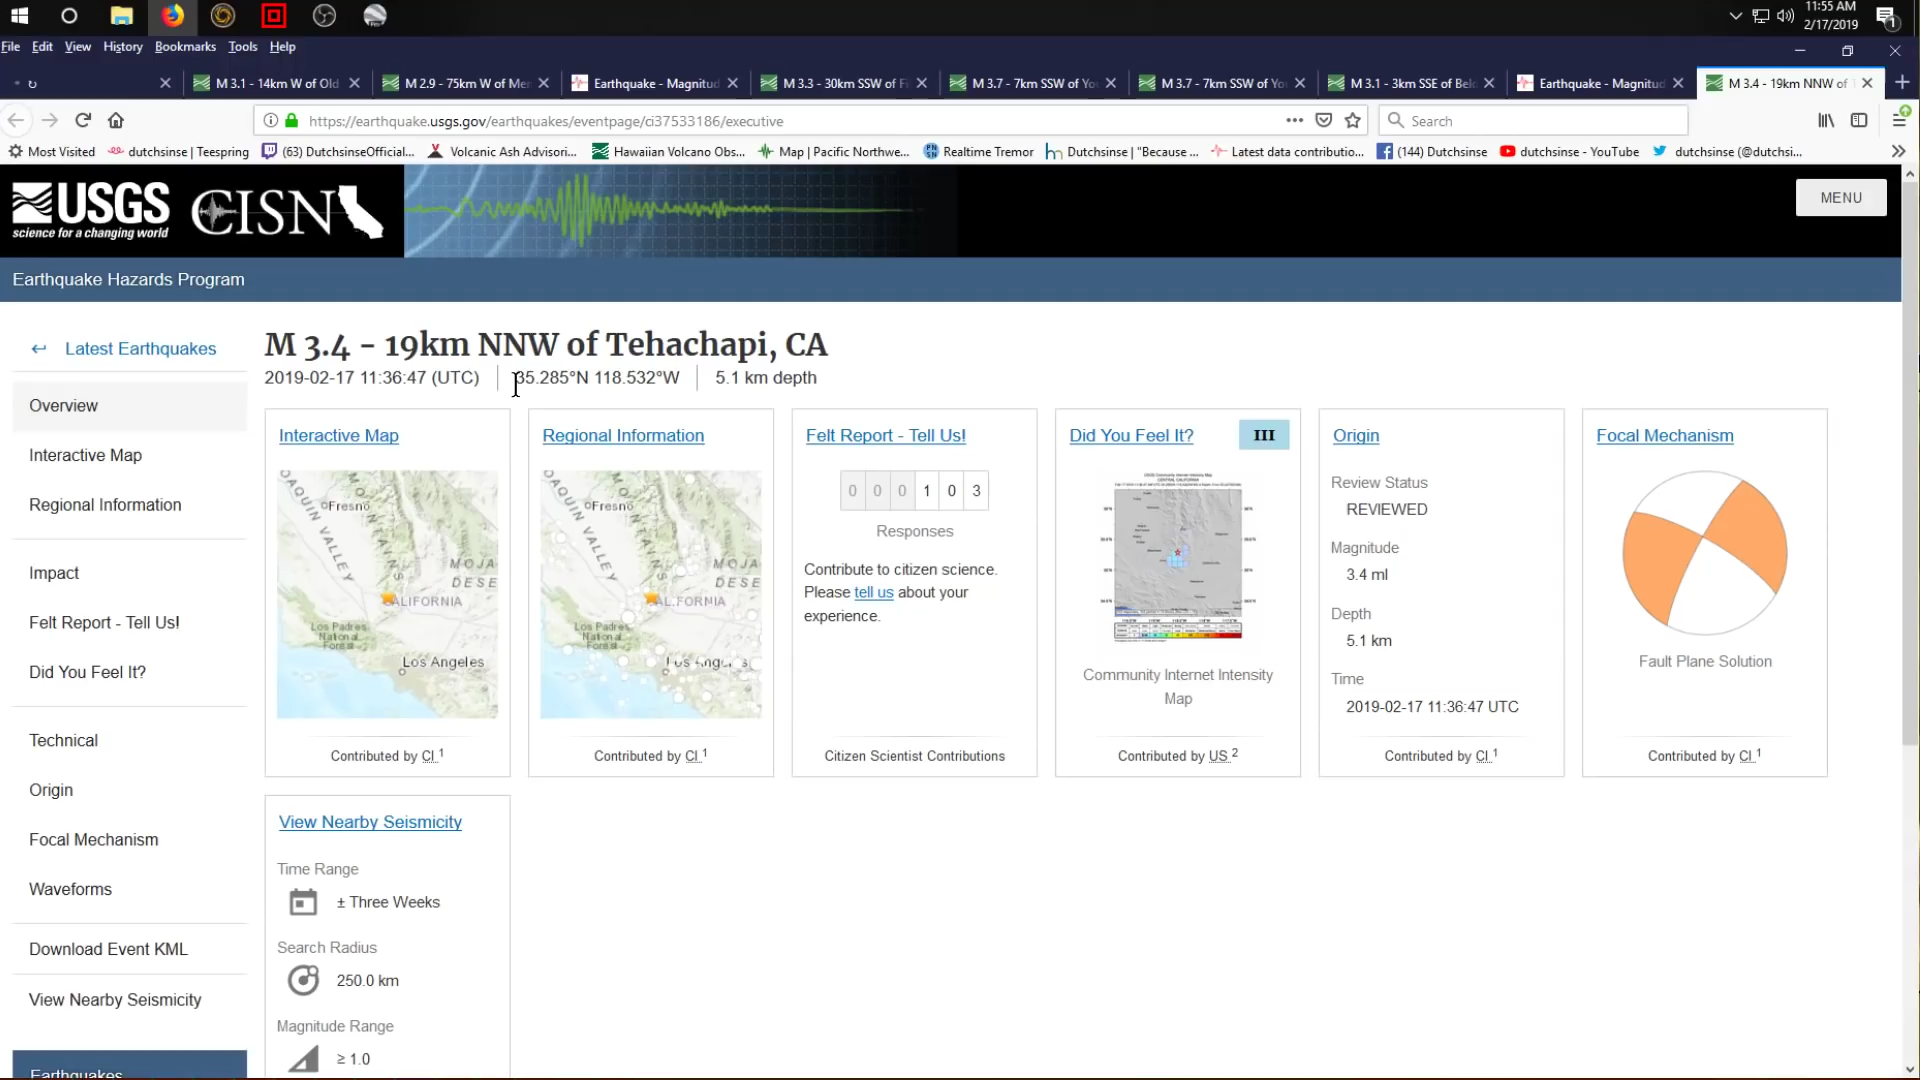 11:55 AM
2/17/2019
1
File Edit View History Bookmarks Tools Help
M 3.1 - 14km W of Old
M 2.9 - 75km W of Mer
Earthquake - Magnitud
M 3.3 - 30km SSW of Fi
M 3.7 - 7km SSW of Yo
M 3.7 - 7km SSW of Yo
M 3.1 - 3km SSE of Bel
Earthquake - Magnitud
M 3.4 - 19km NNW of T
https://earthquake.usgs.gov/earthquakes/eventpage/ci37533186/executive
Search
Most Visited
dutchsinse | Teespring
(63) DutchsinseOfficial...
Volcanic Ash Advisori...
Hawaiian Volcano Obs...
Map | Pacific Northwe...
Realtime Tremor
Dutchsinse | "Because ...
Latest data contributio...
(144) Dutchsinse
dutchsinse - YouTube
dutchsinse (@dutchsi...
USGS
science for a changing world
CISN
MENU
Earthquake Hazards Program
Latest Earthquakes
Overview
Interactive Map
Regional Information
Impact
Felt Report - Tell Us!
Did You Feel It?
Technical
Origin
Focal Mechanism
Waveforms
Download Event KML
View Nearby Seismicity
Earthquakes
M 3.4 - 19km NNW of Tehachapi, CA
2019-02-17 11:36:47 (UTC)
35.285°N 118.532°W
5.1 km depth
Interactive Map
Fresno
MOJA
DESE
CALIFORNIA
Los Padres
National
Forest
Los Angeles
Contributed by CI 1
Regional Information
Fresno
Los Padres
National
Contributed by CI 1
Felt Report - Tell Us!
0 0 0 1 0 3
Responses
Contribute to citizen science.
Please tell us about your
experience.
Citizen Scientist Contributions
Did You Feel It?
III
Community Internet Intensity
Map
Contributed by US 2
Origin
Review Status
REVIEWED
Magnitude
3.4 ml
Depth
5.1 km
Time
2019-02-17 11:36:47 UTC
Contributed by CI 1
Focal Mechanism
Fault Plane Solution
Contributed by CI 1
View Nearby Seismicity
Time Range
± Three Weeks
Search Radius
250.0 km
Magnitude Range
≥ 1.0